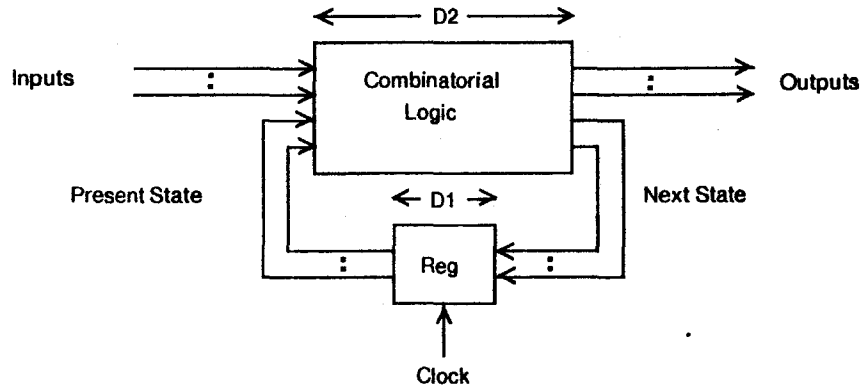 D2
Inputs
Combinatorial
Logic
Outputs
Present State
D1
Next State
Reg
Clock